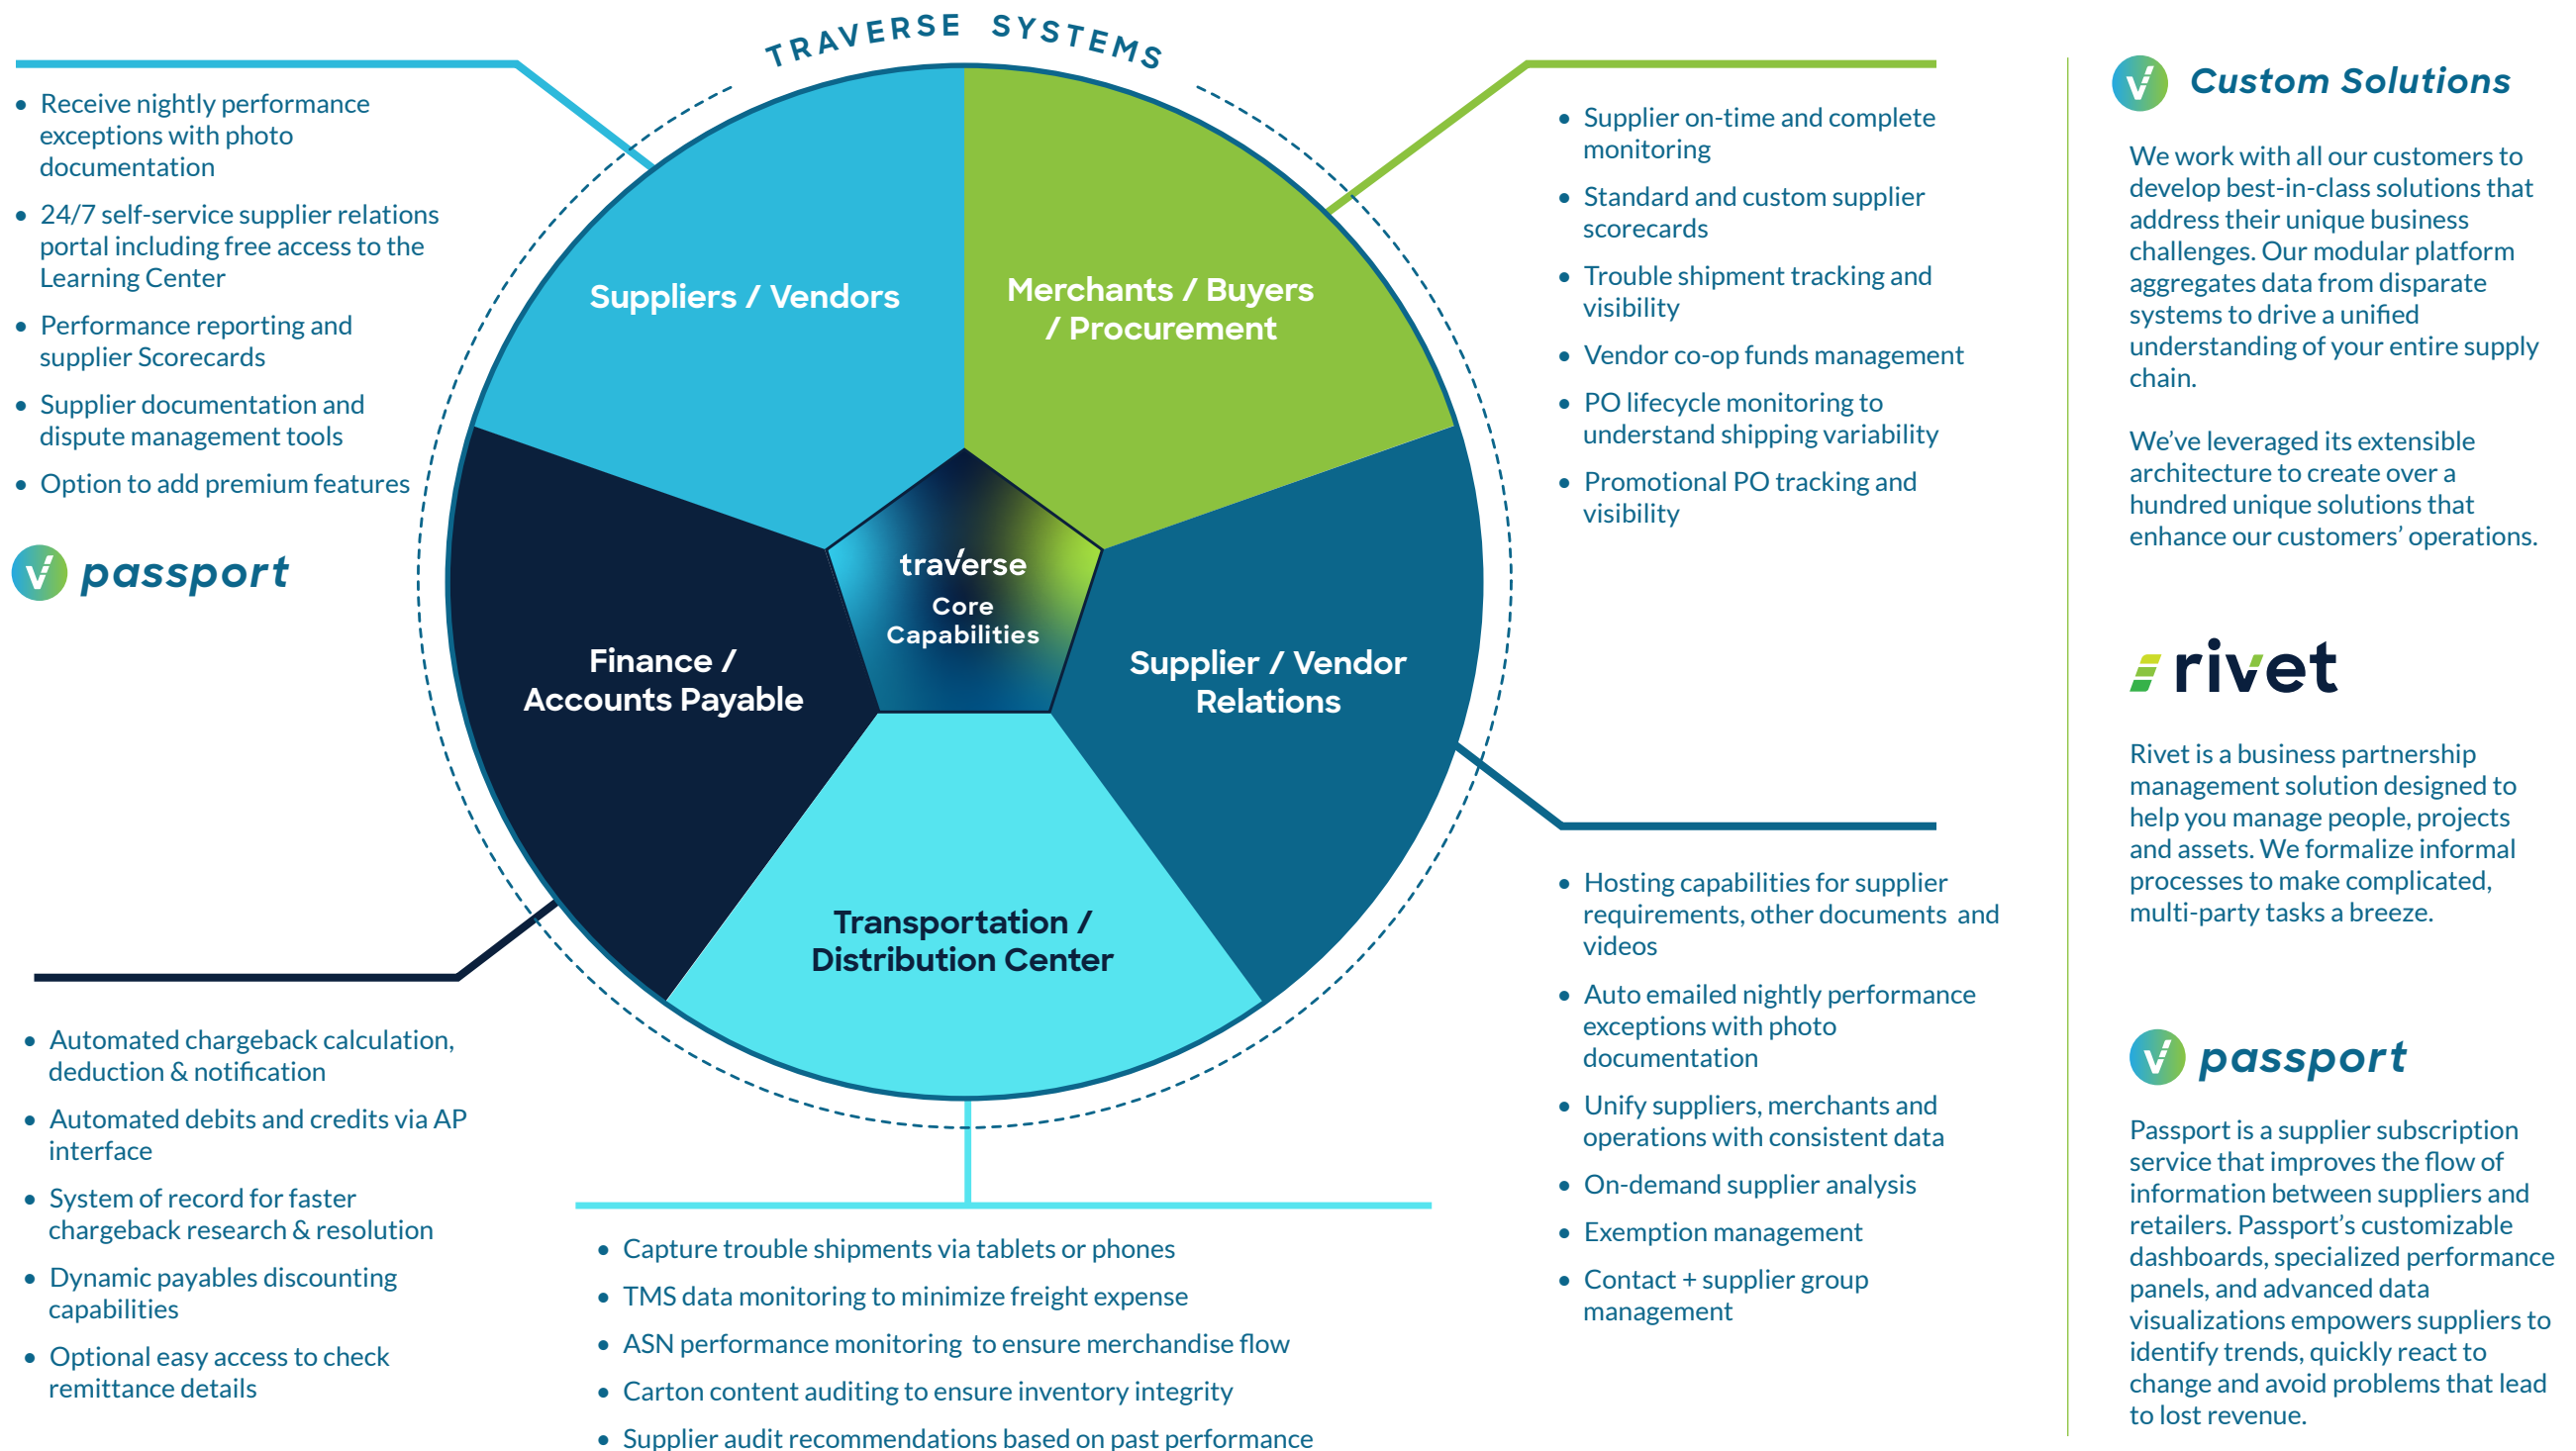 TRAVERSE SYSTEMS
Receive nightly performance
exceptions with photo
documentation
24/7 self-service supplier relations
portal including free access to the
Learning Center
Performance reporting and
supplier Scorecards
Supplier documentation and
dispute management tools
Option to add premium features
passport
Suppliers / Vendors
Merchants / Buyers
/ Procurement
traverse
Core
Capabilities
Finance /
Accounts Payable
Supplier / Vendor
Relations
Transportation /
Distribution Center
Supplier on-time and complete
monitoring
Standard and custom supplier
scorecards
Trouble shipment tracking and
visibility
Vendor co-op funds management
PO lifecycle monitoring to
understand shipping variability
Promotional PO tracking and
visibility
Automated chargeback calculation,
deduction & notification
Automated debits and credits via AP
interface
System of record for faster
chargeback research & resolution
Dynamic payables discounting
capabilities
Optional easy access to check
remittance details
Capture trouble shipments via tablets or phones
TMS data monitoring to minimize freight expense
ASN performance monitoring  to ensure merchandise flow
Carton content auditing to ensure inventory integrity
Supplier audit recommendations based on past performance
Hosting capabilities for supplier
requirements, other documents  and
videos
Auto emailed nightly performance
exceptions with photo
documentation
Unify suppliers, merchants and
operations with consistent data
On-demand supplier analysis
Exemption management
Contact + supplier group
management
Custom Solutions
We work with all our customers to
develop best-in-class solutions that
address their unique business
challenges. Our modular platform
aggregates data from disparate
systems to drive a unified
understanding of your entire supply
chain.
We’ve leveraged its extensible
architecture to create over a
hundred unique solutions that
enhance our customers’ operations.
rivet
Rivet is a business partnership
management solution designed to
help you manage people, projects
and assets. We formalize informal
processes to make complicated,
multi-party tasks a breeze.
passport
Passport is a supplier subscription
service that improves the flow of
information between suppliers and
retailers. Passport’s customizable
dashboards, specialized performance
panels, and advanced data
visualizations empowers suppliers to
identify trends, quickly react to
change and avoid problems that lead
to lost revenue.